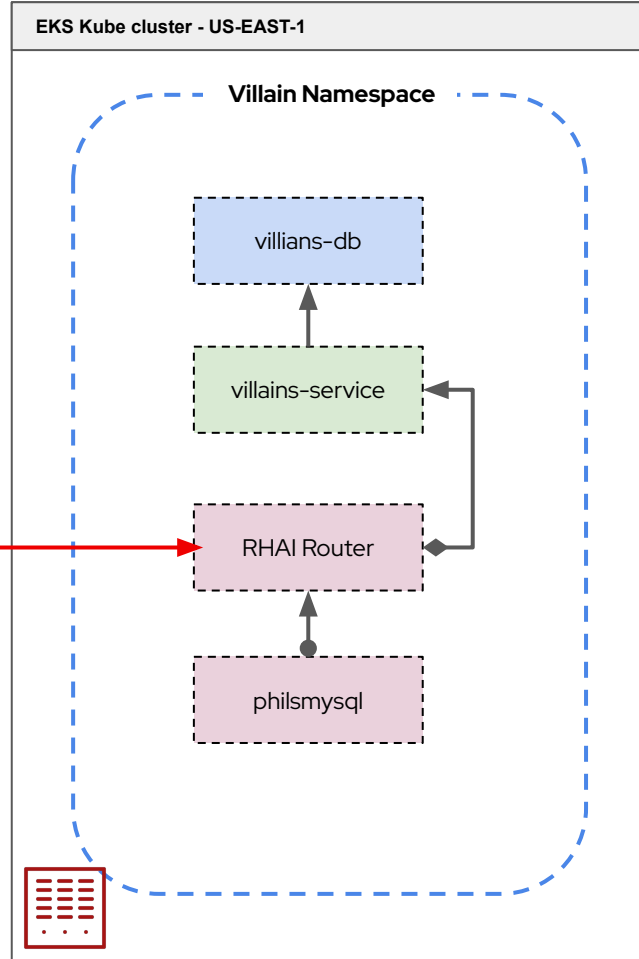 EKS Kube cluster - US-EAST-1
Villain Namespace
villians-db
villains-service
RHAI Router
philsmysql